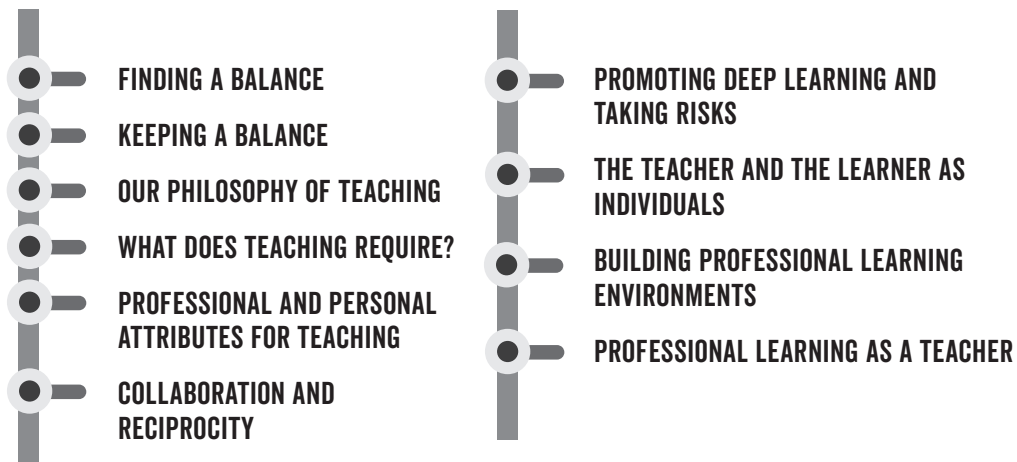 FINDING A BALANCE
KEEPING A BALANCE
OUR PHILOSOPHY OF TEACHING
WHAT DOES TEACHING REQUIRE?
PROFESSIONAL AND PERSONAL
ATTRIBUTES FOR TEACHING
COLLABORATION AND
RECIPROCITY
PROMOTING DEEP LEARNING AND
TAKING RISKS
THE TEACHER AND THE LEARNER AS
INDIVIDUALS
BUILDING PROFESSIONAL LEARNING
ENVIRONMENTS
PROFESSIONAL LEARNING AS A TEACHER